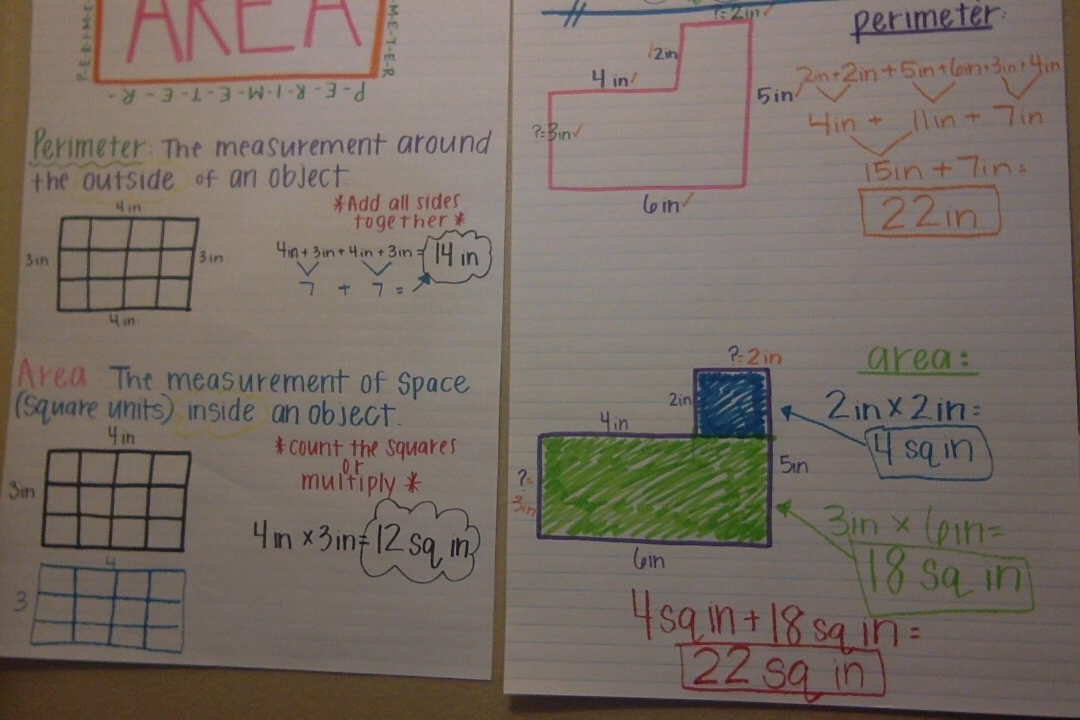 AREA
P-E-R-I-M-E-T-E-R-
Perimeter: The measurement around
the outside of an object.
4in
3in
3in
4in
*Add all sides
together*
4in+3in+4in+3in=14 in
7 + 7 =
Area: The measurement of space
(square units) inside an object.
4in
3in
*count the squares
or
multiply *
4in x3in=12 sq in
4
3
perimeter:
?=2in✓
2in
4in✓
5in
?=3in✓
6in✓
2in+2in+5in+6in+3in+4in
4in + 11in + 7in
15in + 7in=
22in
area:
?=2in
2in
4in
5in
?=
3in
6in
2in x 2in=
4 sq in
3in x 6in=
18 sq in
4sq in+18 sq in=
22 sq in